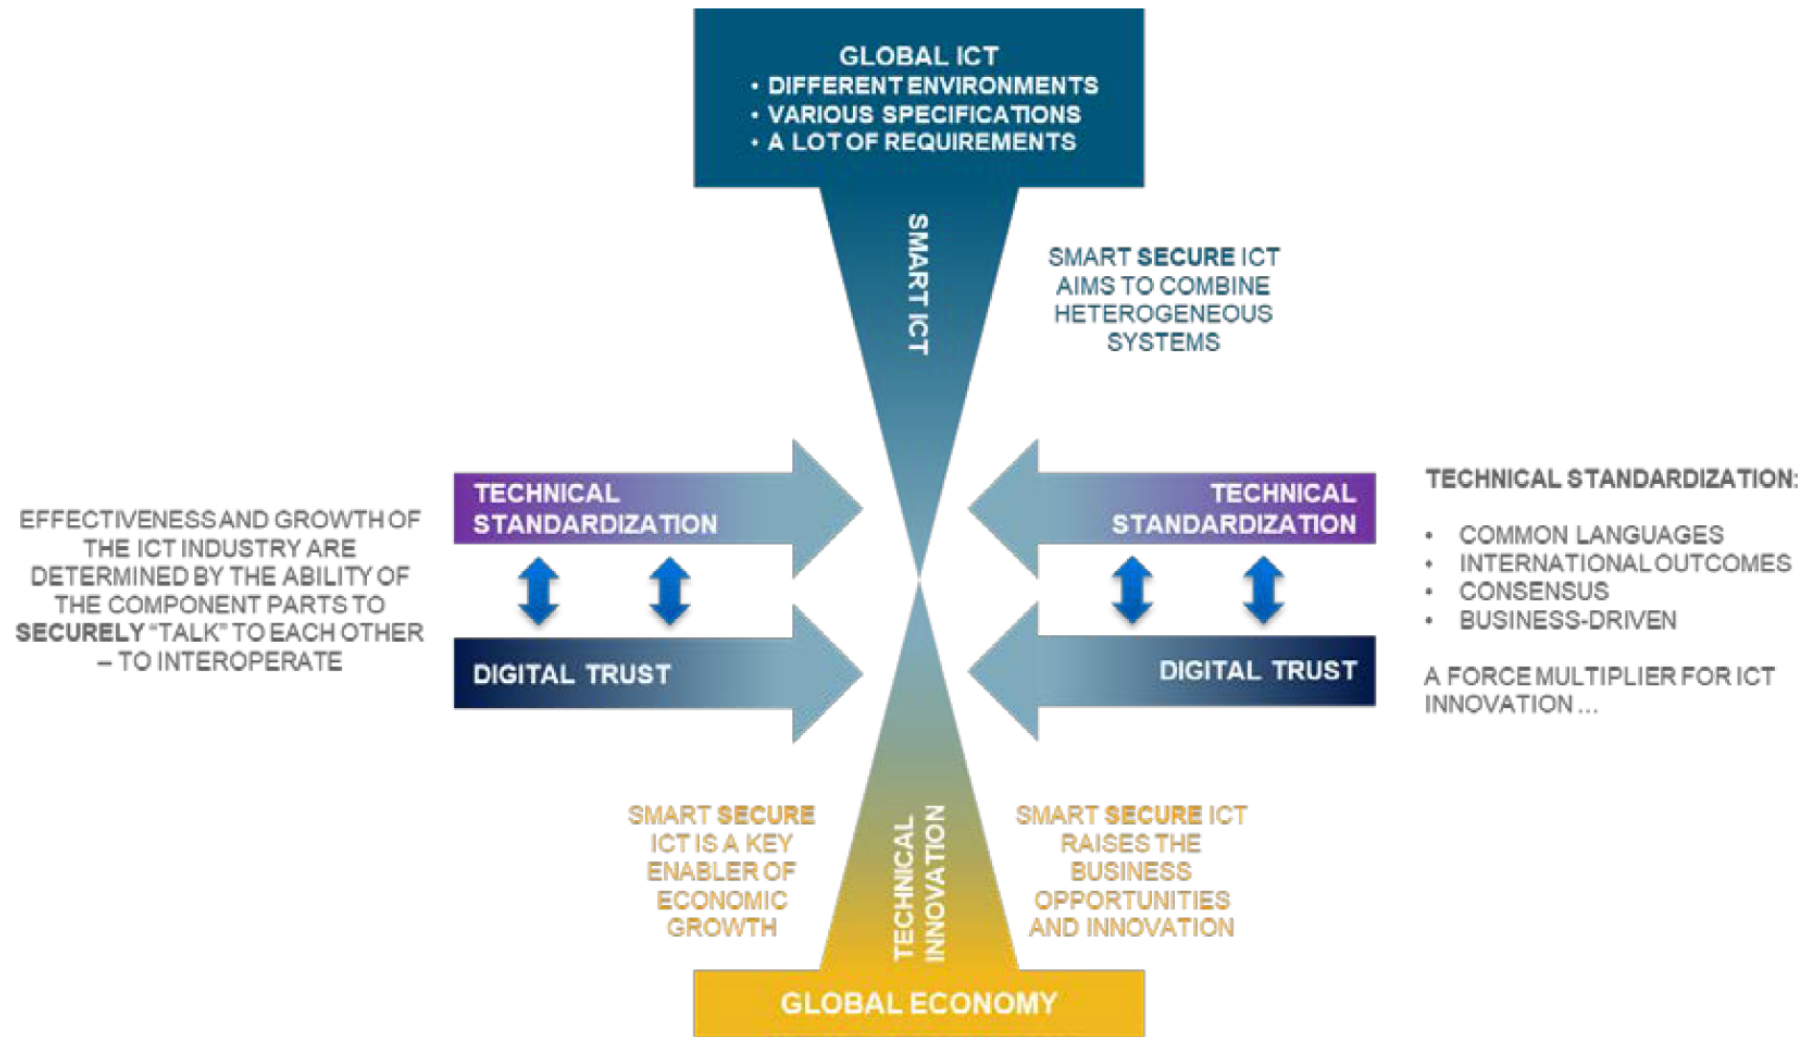 GLOBAL ICT
• DIFFERENT ENVIRONMENTS
• VARIOUS SPECIFICATIONS
• A LOT OF REQUIREMENTS
SMART ICT
SMART SECURE ICT
AIMS TO COMBINE
HETEROGENEOUS
SYSTEMS
EFFECTIVENESS AND GROWTH OF
THE ICT INDUSTRY ARE
DETERMINED BY THE ABILITY OF
THE COMPONENT PARTS TO
SECURELY “TALK” TO EACH OTHER
– TO INTEROPERATE
TECHNICAL
STANDARDIZATION
DIGITAL TRUST
TECHNICAL
STANDARDIZATION
DIGITAL TRUST
TECHNICAL STANDARDIZATION:
• COMMON LANGUAGES
• INTERNATIONAL OUTCOMES
• CONSENSUS
• BUSINESS-DRIVEN
A FORCE MULTIPLIER FOR ICT
INNOVATION ...
SMART SECURE
ICT IS A KEY
ENABLER OF
ECONOMIC
GROWTH
TECHNICAL
INNOVATION
SMART SECURE ICT
RAISES THE
BUSINESS
OPPORTUNITIES
AND INNOVATION
GLOBAL ECONOMY